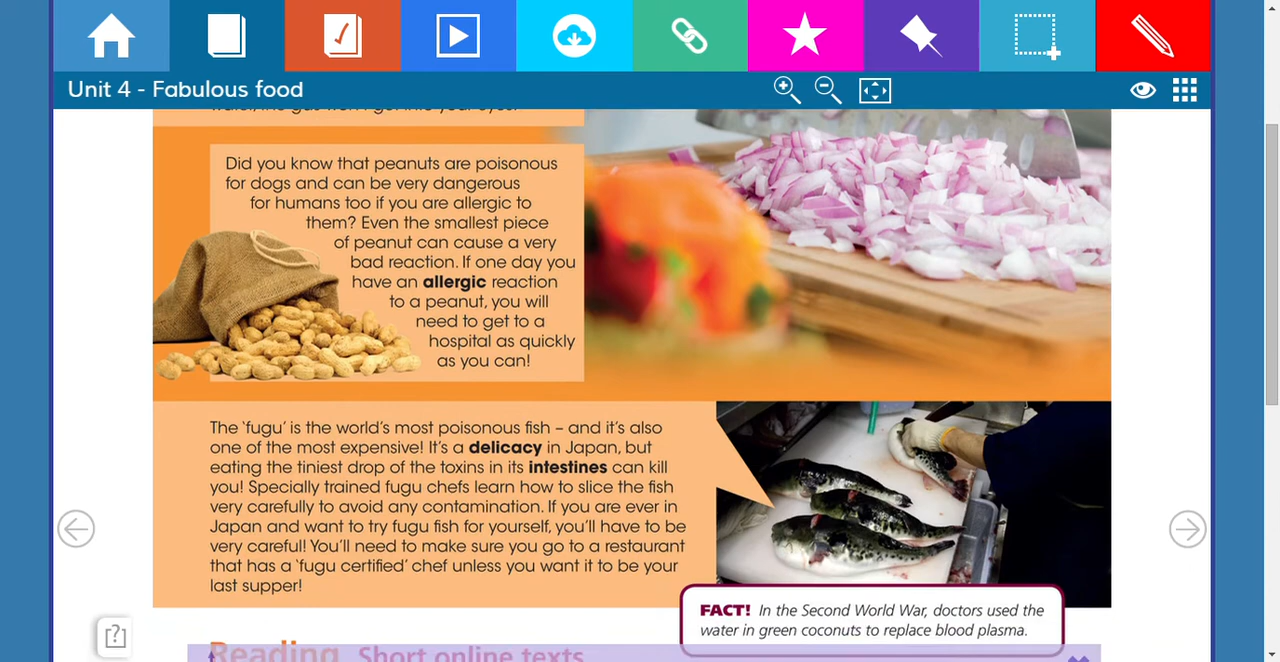 Unit 4 - Fabulous food
Did you know that peanuts are poisonous
for dogs and can be very dangerous
for humans too if you are allergic to
them? Even the smallest piece
of peanut can cause a very
bad reaction. If one day you
have an allergic reaction
to a peanut, you will
need to get to a
hospital as quickly
as you can!
The ‘fugu’ is the world’s most poisonous fish – and it’s also
one of the most expensive! It’s a delicacy in Japan, but
eating the tiniest drop of the toxins in its intestines can kill
you! Specially trained fugu chefs learn how to slice the fish
very carefully to avoid any contamination. If you are ever in
Japan and want to try fugu fish for yourself, you’ll have to be
very careful! You’ll need to make sure you go to a restaurant
that has a ‘fugu certified’ chef unless you want it to be your
last supper!
FACT! In the Second World War, doctors used the
water in green coconuts to replace blood plasma.
[?]
Reading Short online texts